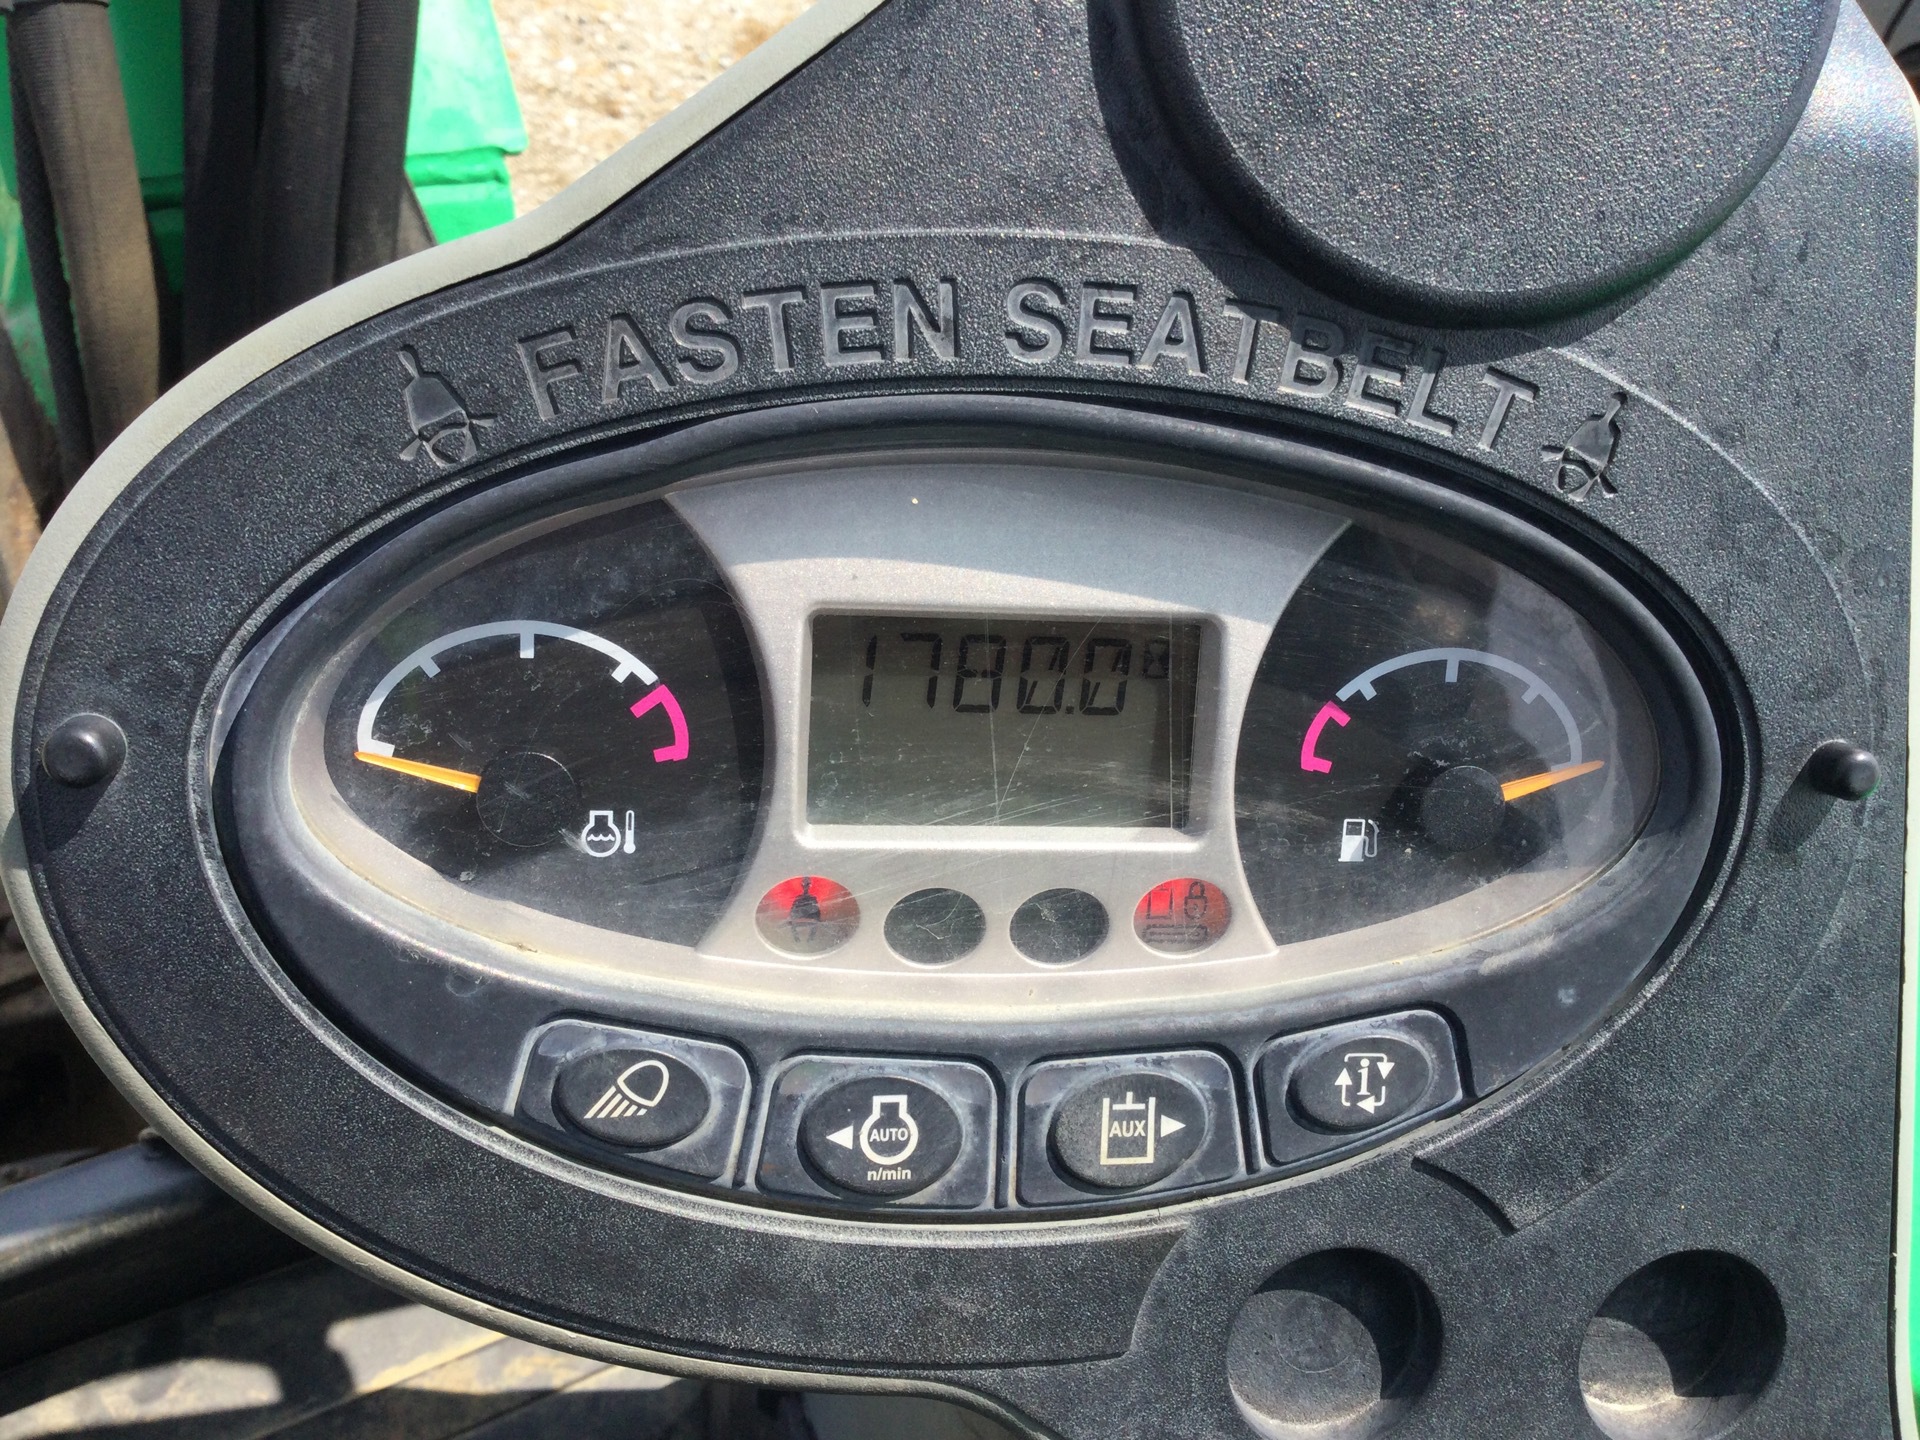 FASTEN SEATBELT
1780.0
AUTO
n/min
AUX
i